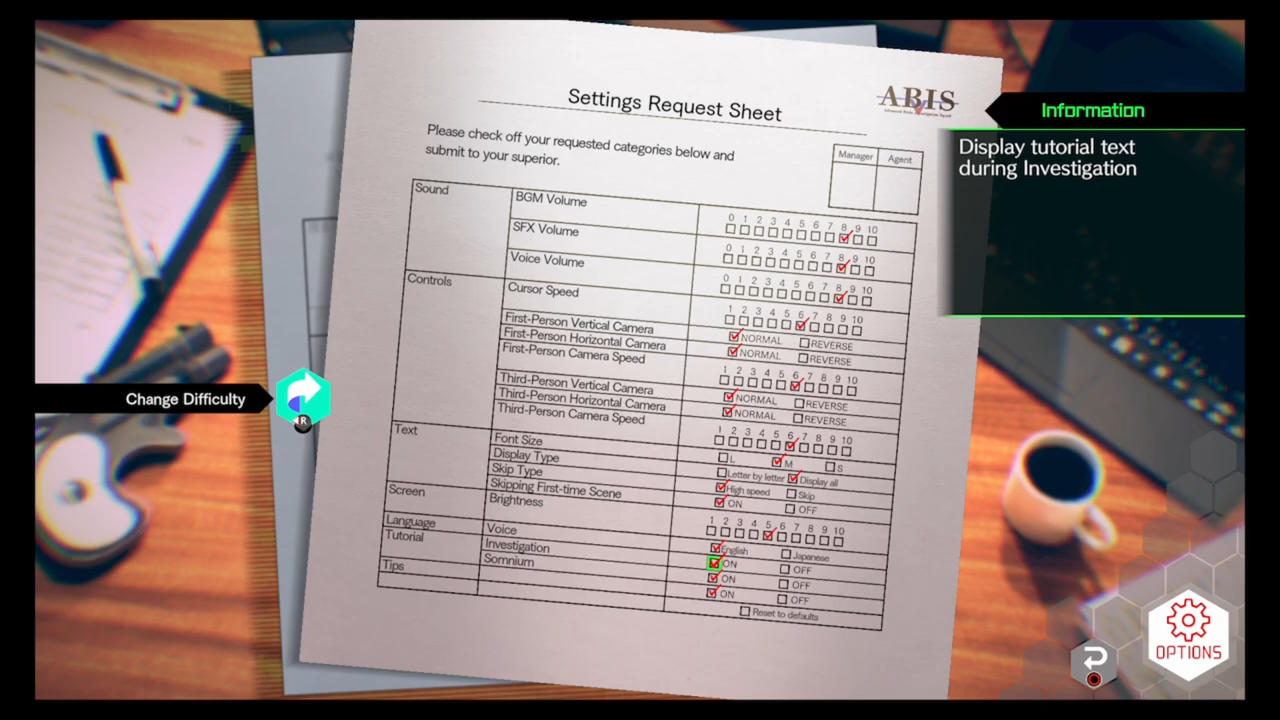 Settings Request Sheet
ABIS
Please check off your requested categories below and
submit to your superior.
Manager Agent
Information
Display tutorial text
during Investigation
Sound BGM Volume 0 1 2 3 4 5 6 7 8 9 10
SFX Volume 0 1 2 3 4 5 6 7 8 9 10
Voice Volume 0 1 2 3 4 5 6 7 8 9 10
Controls Cursor Speed 1 2 3 4 5 6 7 8 9 10
First-Person Vertical Camera NORMAL REVERSE
First-Person Horizontal Camera NORMAL REVERSE
First-Person Camera Speed 1 2 3 4 5 6 7 8 9 10
Third-Person Vertical Camera NORMAL REVERSE
Third-Person Horizontal Camera NORMAL REVERSE
Third-Person Camera Speed 1 2 3 4 5 6 7 8 9 10
Text Font Size L M S
Display Type Letter by letter Display all
Skip Type High speed Skip
Skipping First-time Scene ON OFF
Screen Brightness 1 2 3 4 5 6 7 8 9 10
Language Voice English Japanese
Tutorial Investigation ON OFF
Somnium ON OFF
Tips ON OFF
Reset to defaults
Change Difficulty
R
OPTIONS